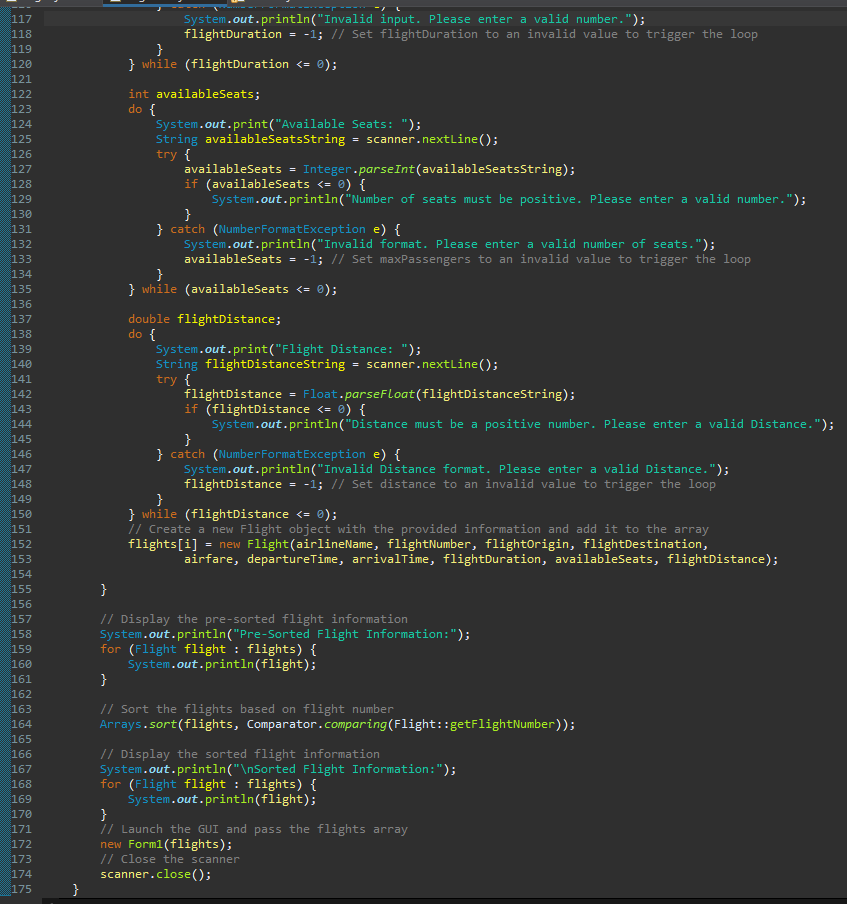 117 System.out.println("Invalid input. Please enter a valid number.");
118 flightDuration = -1; // Set flightDuration to an invalid value to trigger the loop
119 }
120 } while (flightDuration <= 0);
121
122 int availableSeats;
123 do {
124 System.out.print("Available Seats: ");
125 String availableSeatsString = scanner.nextLine();
126 try {
127 availableSeats = Integer.parseInt(availableSeatsString);
128 if (availableSeats <= 0) {
129 System.out.println("Number of seats must be positive. Please enter a valid number.");
130 }
131 } catch (NumberFormatException e) {
132 System.out.println("Invalid format. Please enter a valid number of seats.");
133 availableSeats = -1; // Set maxPassengers to an invalid value to trigger the loop
134 }
135 } while (availableSeats <= 0);
136
137 double flightDistance;
138 do {
139 System.out.print("Flight Distance: ");
140 String flightDistanceString = scanner.nextLine();
141 try {
142 flightDistance = Float.parseFloat(flightDistanceString);
143 if (flightDistance <= 0) {
144 System.out.println("Distance must be a positive number. Please enter a valid Distance.");
145 }
146 } catch (NumberFormatException e) {
147 System.out.println("Invalid Distance format. Please enter a valid Distance.");
148 flightDistance = -1; // Set distance to an invalid value to trigger the loop
149 }
150 } while (flightDistance <= 0);
151 // Create a new Flight object with the provided information and add it to the array
152 flights[i] = new Flight(airlineName, flightNumber, flightOrigin, flightDestination,
153 airfare, departureTime, arrivalTime, flightDuration, availableSeats, flightDistance);
154
155 }
156
157 // Display the pre-sorted flight information
158 System.out.println("Pre-Sorted Flight Information:");
159 for (Flight flight : flights) {
160 System.out.println(flight);
161 }
162
163 // Sort the flights based on flight number
164 Arrays.sort(flights, Comparator.comparing(Flight::getFlightNumber));
165
166 // Display the sorted flight information
167 System.out.println("\nSorted Flight Information:");
168 for (Flight flight : flights) {
169 System.out.println(flight);
170 }
171 // Launch the GUI and pass the flights array
172 new Form1(flights);
173 // Close the scanner
174 scanner.close();
175 }